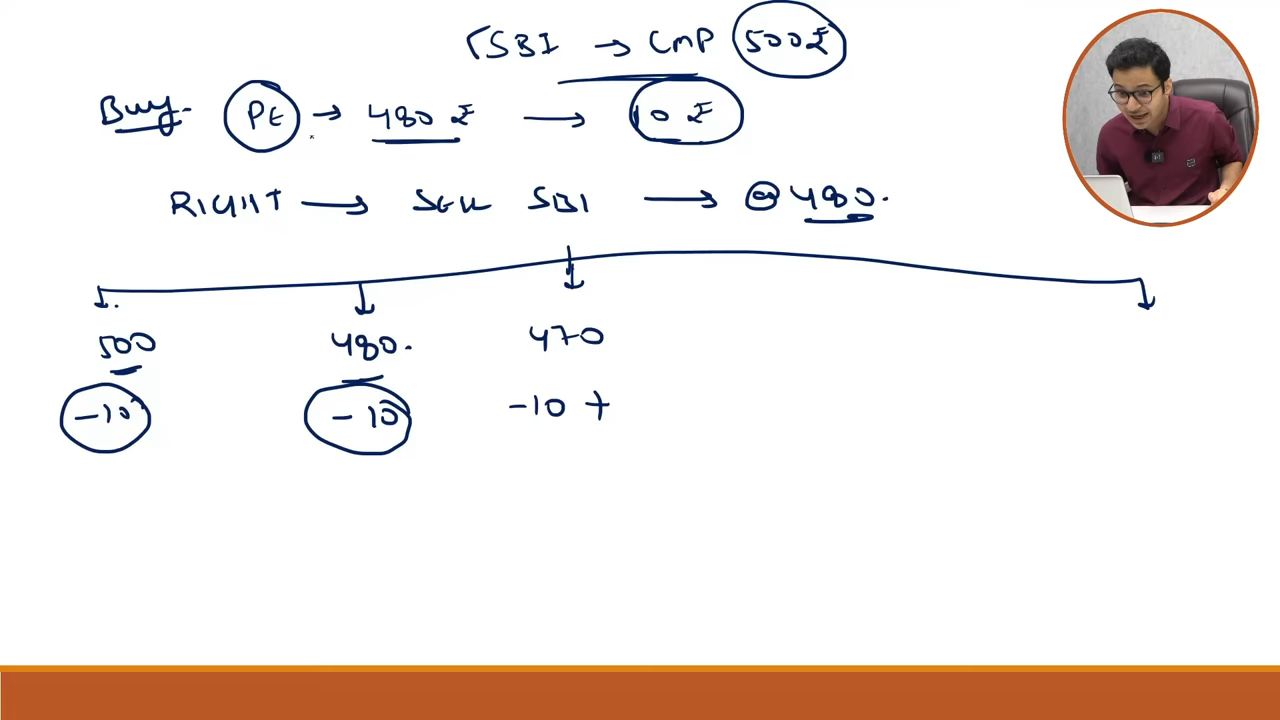 SBI → CMP 500₹
Buy. PE → 480 ₹ → 10 ₹
RIGHT → SELL SBI → @ 480.
500 480. 470
-10 -10 -10 +